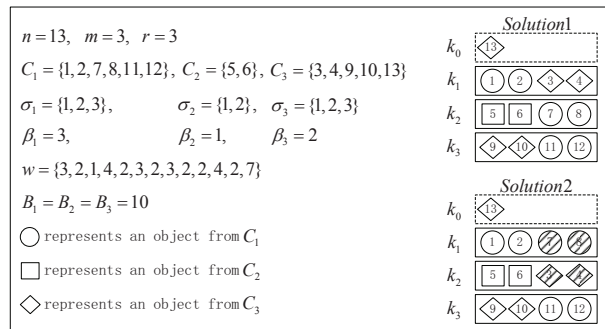 n = 13, m = 3, r = 3
C₁ = {1, 2, 7, 8, 11, 12}, C₂ = {5, 6}, C₃ = {3, 4, 9, 10, 13}
σ₁ = {1, 2, 3}, σ₂ = {1, 2}, σ₃ = {1, 2, 3}
β₁ = 3, β₂ = 1, β₃ = 2
w = {3, 2, 1, 4, 2, 3, 2, 3, 2, 2, 4, 2, 7}
B₁ = B₂ = B₃ = 10
represents an object from C₁
represents an object from C₂
represents an object from C₃
Solution1
k₀ 13
k₁ 1 2 3 4
k₂ 5 6 7 8
k₃ 9 10 11 12
Solution2
k₀ 13
k₁ 1 2 7 8
k₂ 5 6 3 4
k₃ 9 10 11 12